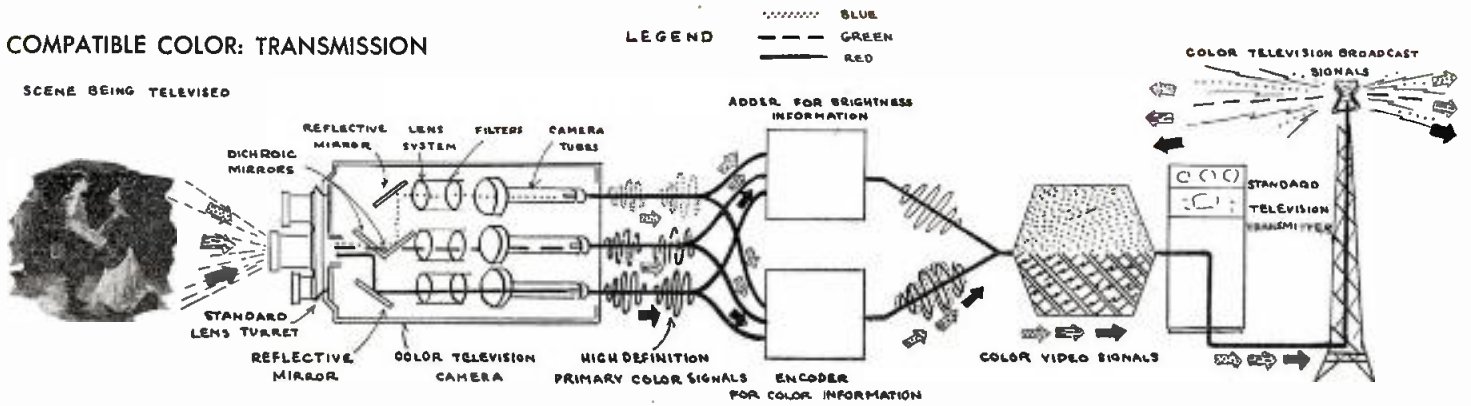 COMPATIBLE COLOR: TRANSMISSION
LEGEND
BLUE
GREEN
RED
SCENE BEING TELEVISED
COLOR TELEVISION BROADCAST
SIGNALS
ADDER FOR BRIGHTNESS
INFORMATION
REFLECTIVE
MIRROR
LENS
SYSTEM
FILTERS
CAMERA
TUBES
DICHROIC
MIRRORS
STANDARD
TELEVISION
TRANSMITTER
STANDARD
LENS TURRET
REFLECTIVE
MIRROR
COLOR TELEVISION
CAMERA
HIGH DEFINITION
PRIMARY COLOR SIGNALS
ENCODER
FOR COLOR INFORMATION
COLOR VIDEO SIGNALS